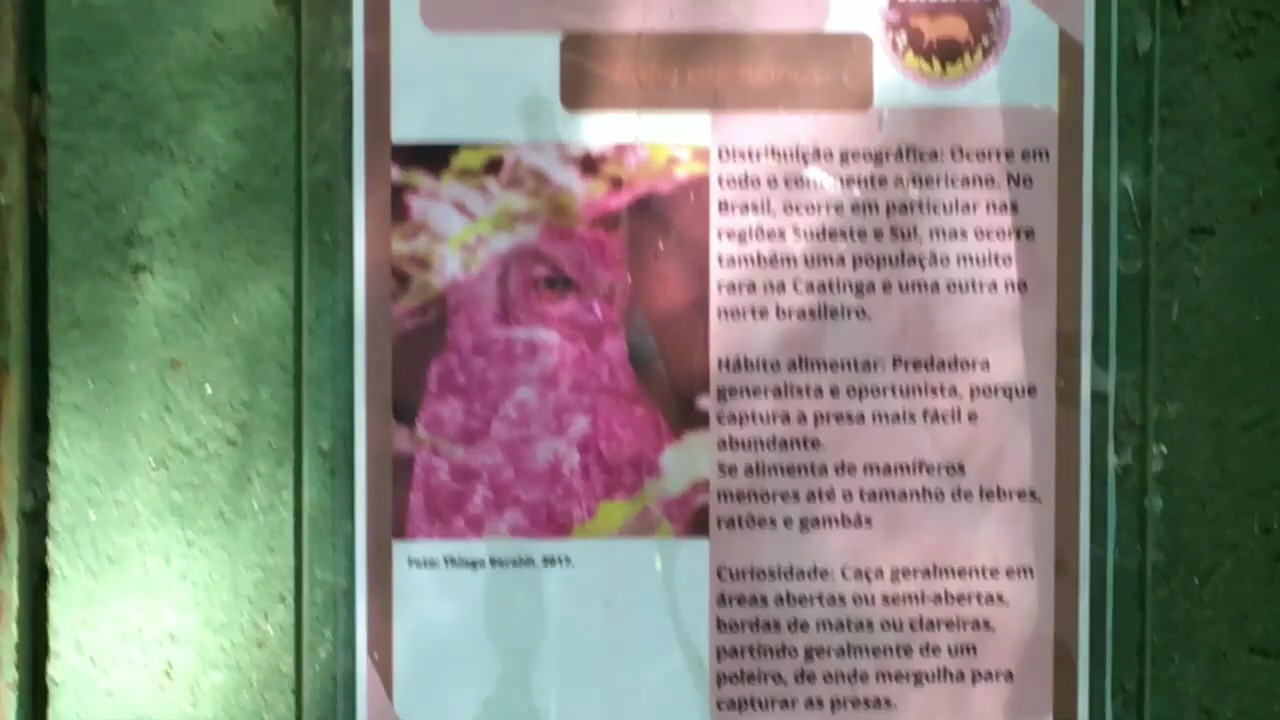 Distribuição geográfica: Ocorre em
todo o continente americano. No
Brasil, ocorre em particular nas
regiões Sudeste e Sul, mas ocorre
também uma população muito
rara na Caatinga e uma outra no
norte brasileiro.
Hábito alimentar: Predadora
generalista e oportunista, porque
captura a presa mais fácil e
abundante.
Se alimenta de mamíferos
menores até o tamanho de lebres,
ratões e gambás
Curiosidade: Caça geralmente em
áreas abertas ou semi-abertas,
bordas de matas ou clareiras,
partindo geralmente de um
poleiro, de onde mergulha para
capturar as presas.
Foto: Thiago